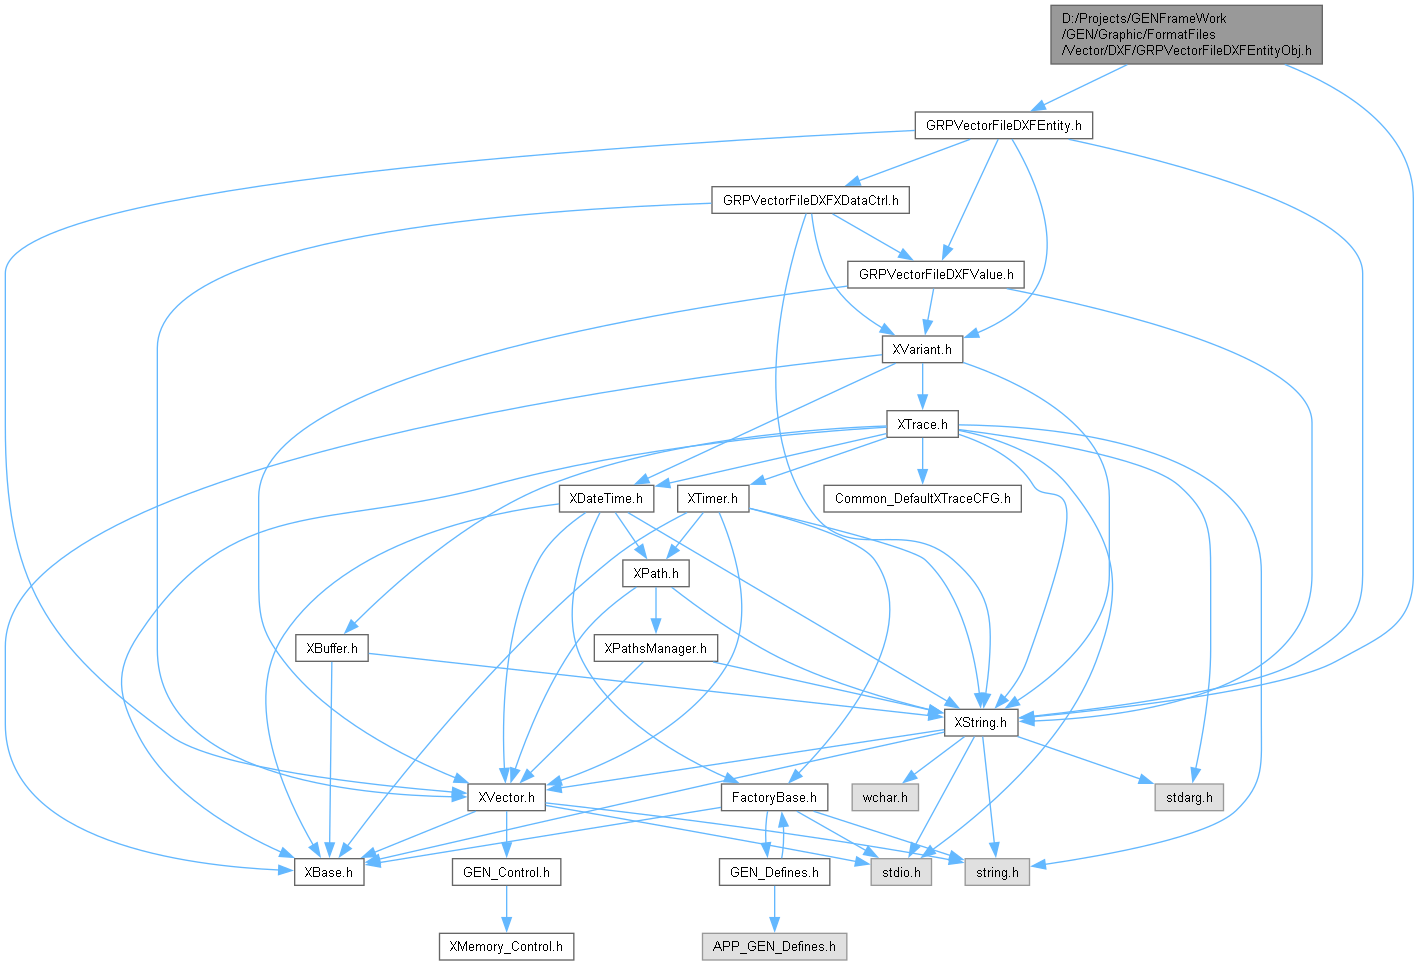 D:/Projects/GENFrameWork
/GEN/Graphic/FormatFiles
/Vector/DXF/GRPVectorFileDXFEntityObj.h
GRPVectorFileDXFEntity.h
GRPVectorFileDXFXDataCtrl.h
GRPVectorFileDXFValue.h
XVariant.h
XTrace.h
XDateTime.h
XTimer.h
Common_DefaultXTraceCFG.h
XPath.h
XBuffer.h
XPathsManager.h
XString.h
XVector.h
FactoryBase.h
wchar.h
stdarg.h
XBase.h
GEN_Control.h
GEN_Defines.h
stdio.h
string.h
XMemory_Control.h
APP_GEN_Defines.h